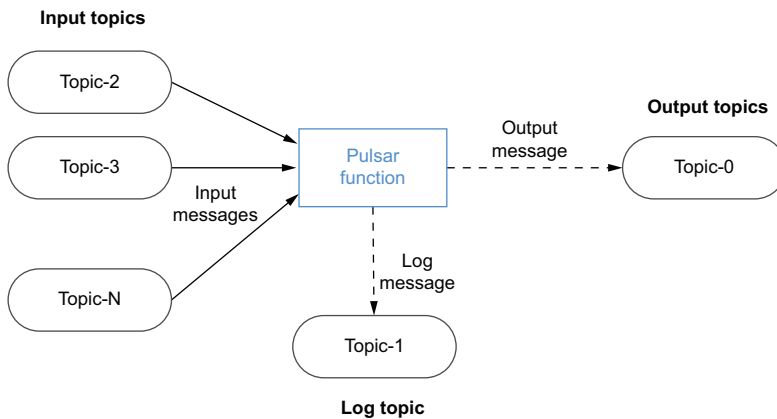 Input topics
Topic-2
Topic-3
Topic-N
Input
messages
Pulsar
function
Output
message
Output topics
Topic-0
Log
message
Topic-1
Log topic